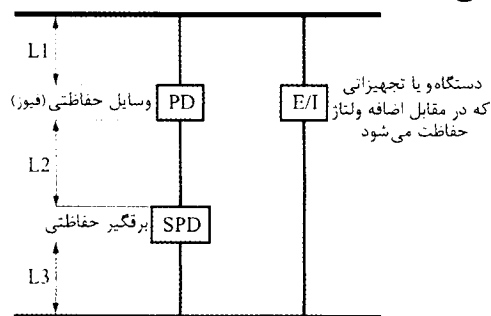 L1
وسایل حفاظتی(فیوز)
PD
E/I
دستگاه و یا تجهیزاتی
که در مقابل اضافه ولتاژ
حفاظت می‌شود
L2
برقگیر حفاظتی
SPD
L3